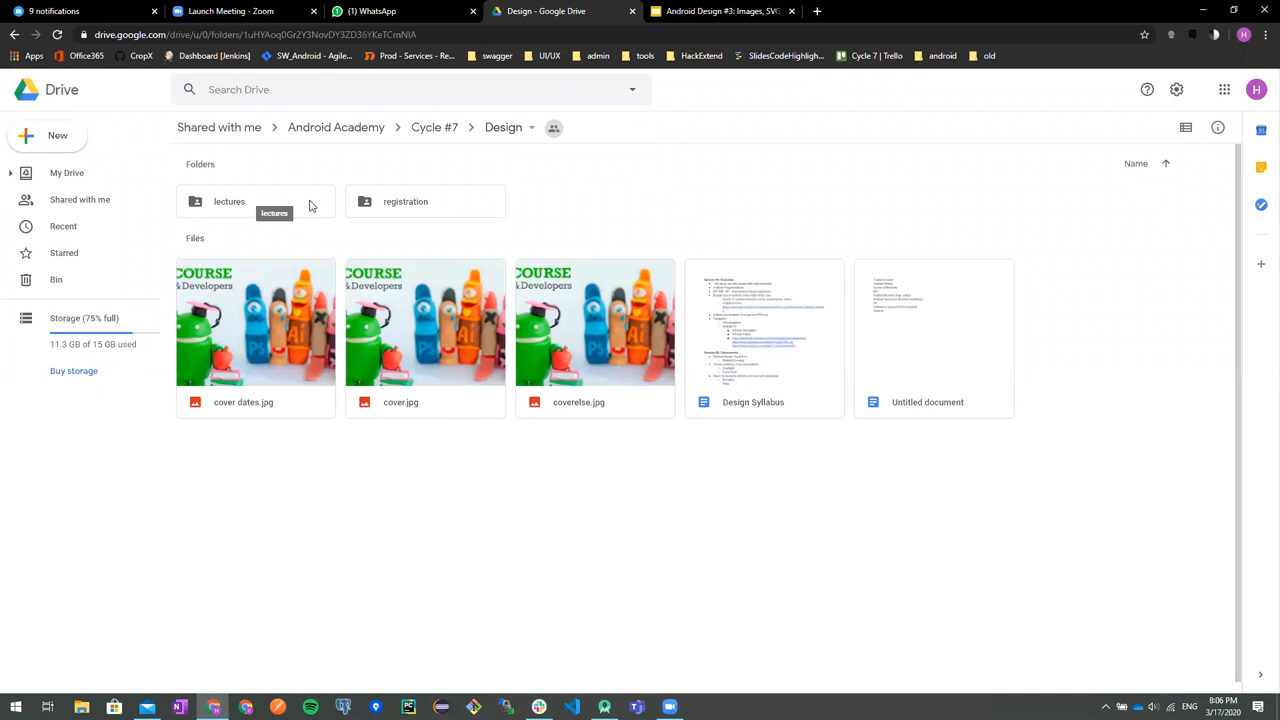 9 notifications
Launch Meeting - Zoom
(11) WhatsApp
Design - Google Drive
Android Design #3: Images, SVG,
drive.google.com/drive/u/0/folders/1uHYAoq0Gr2Y3NovDY3ZD36YKeTCmNIA
Apps
Office365
CropX
Dashboard [Jenkins]
SW_Android - Agile...
Prod - Services - Re...
swagger
UI/UX
admin
tools
HackExtend
SlidesCodeHighligh...
Cycle 7 | Trello
android
old
Drive
Search Drive
H
New
Shared with me
Android Academy
Cycle #7
Design
My Drive
Shared with me
Recent
Starred
Bin
1.3 GB of 15 GB used
storage
Folders
Name
lectures
registration
lectures
Files
COURSE
&Developers
COURSE
&Developers
COURSE
&Developers
cover dates.jpg
cover.jpg
coverelse.jpg
Design Syllabus
Untitled document
ENG
8:06 PM
3/17/2020